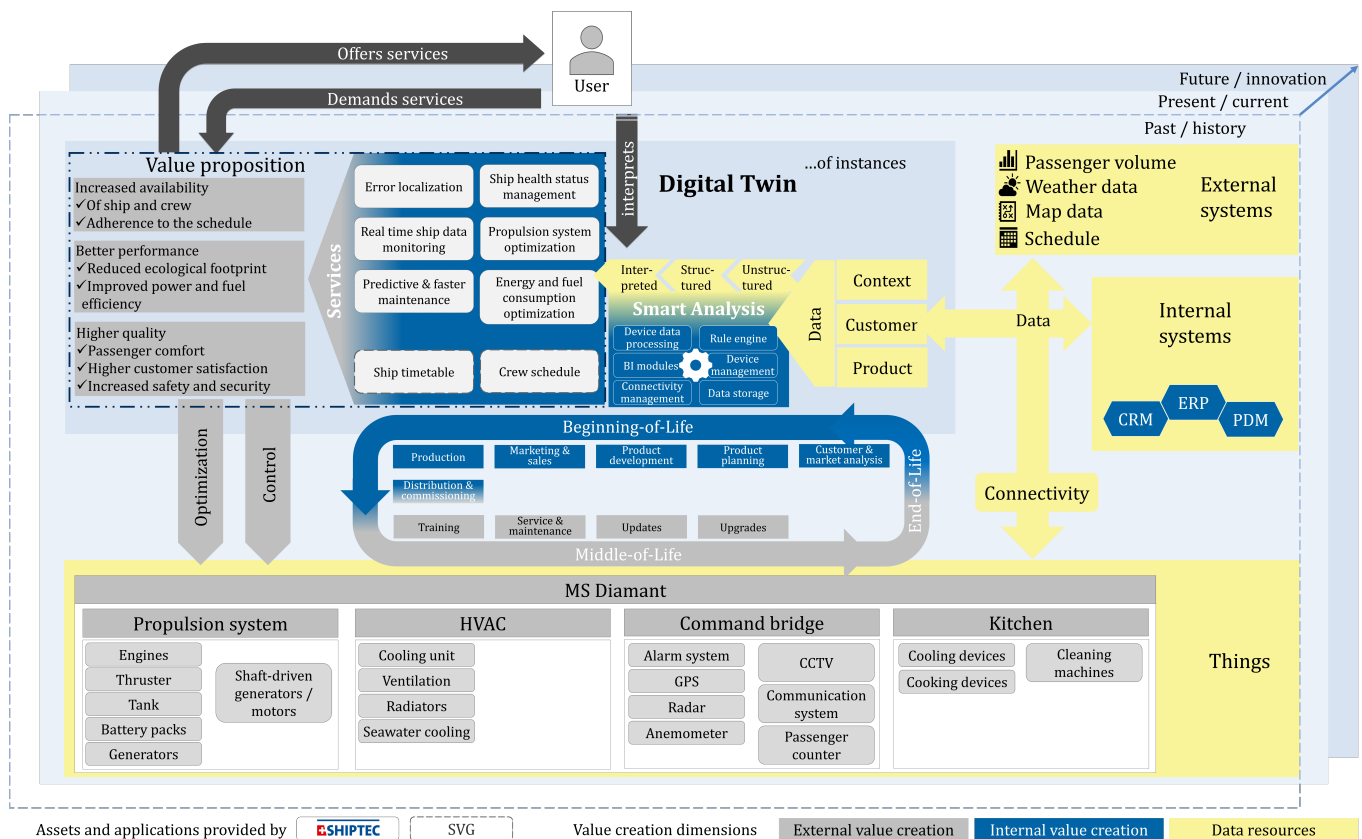 Offers services
User
Future / innovation
Demands services
Present / current
Past / history
interprets
Value proposition
Increased availability
✓Of ship and crew
✓Adherence to the schedule
Better performance
✓Reduced ecological footprint
✓Improved power and fuel
efficiency
Higher quality
✓Passenger comfort
✓Higher customer satisfaction
✓Increased safety and security
Services
Error localization
Ship health status
management
Real time ship data
monitoring
Propulsion system
optimization
Predictive & faster
maintenance
Energy and fuel
consumption
optimization
Ship timetable
Crew schedule
Digital Twin
...of instances
Inter-
preted
Struc-
tured
Unstruc-
tured
Smart Analysis
Device data
processing
Rule engine
BI modules
Device
management
Connectivity
management
Data storage
Data
Context
Customer
Product
Passenger volume
Weather data
Map data
Schedule
External
systems
Data
Internal
systems
CRM
ERP
PDM
Connectivity
Optimization
Control
Beginning-of-Life
Production
Marketing &
sales
Product
development
Product
planning
Customer &
market analysis
Distribution &
commissioning
Training
Service &
maintenance
Updates
Upgrades
End-of-Life
Middle-of-Life
MS Diamant
Propulsion system
Engines
Thruster
Tank
Battery packs
Generators
Shaft-driven
generators /
motors
HVAC
Cooling unit
Ventilation
Radiators
Seawater cooling
Command bridge
Alarm system
GPS
Radar
Anemometer
CCTV
Communication
system
Passenger
counter
Kitchen
Cooling devices
Cooking devices
Cleaning
machines
Things
Assets and applications provided by
SHIPTEC
SVG
Value creation dimensions
External value creation
Internal value creation
Data resources